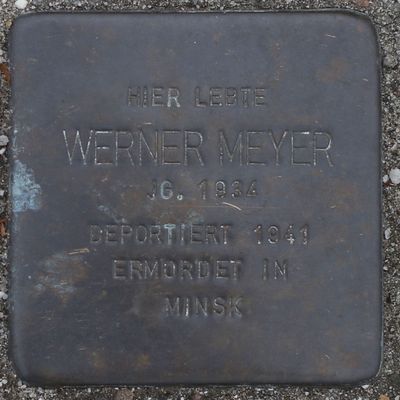 HIER LEBTE
WERNER MEYER
JG. 1934
DEPORTIERT 1941
ERMORDET IN
MINSK